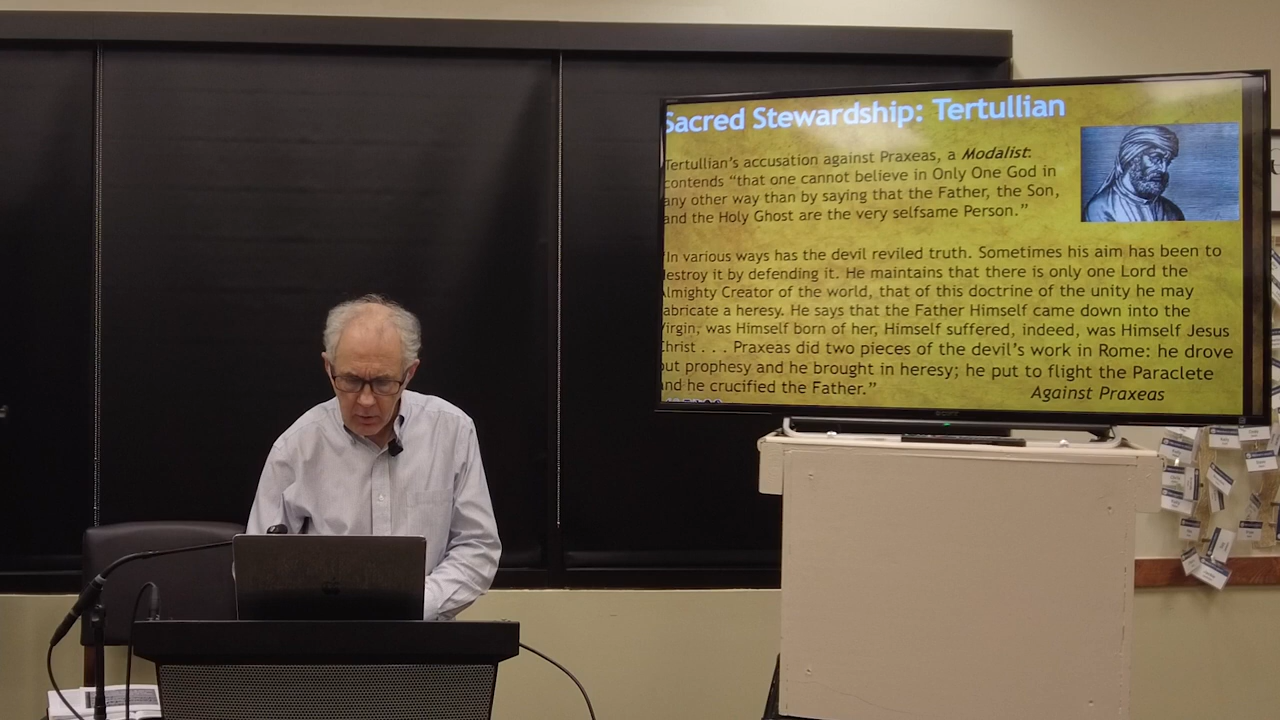 Sacred Stewardship: Tertullian
Tertullian's accusation against Praxeas, a Modalist:
contends "that one cannot believe in Only One God in
any other way than by saying that the Father, the Son,
and the Holy Ghost are the very selfsame Person."
"In various ways has the devil reviled truth. Sometimes his aim has been to
destroy it by defending it. He maintains that there is only one Lord the
Almighty Creator of the world, that of this doctrine of the unity he may
fabricate a heresy. He says that the Father Himself came down into the
Virgin, was Himself born of her, Himself suffered, indeed, was Himself Jesus
Christ . . . Praxeas did two pieces of the devil's work in Rome: he drove
out prophesy and he brought in heresy; he put to flight the Paraclete
and he crucified the Father."
Against Praxeas
SONY